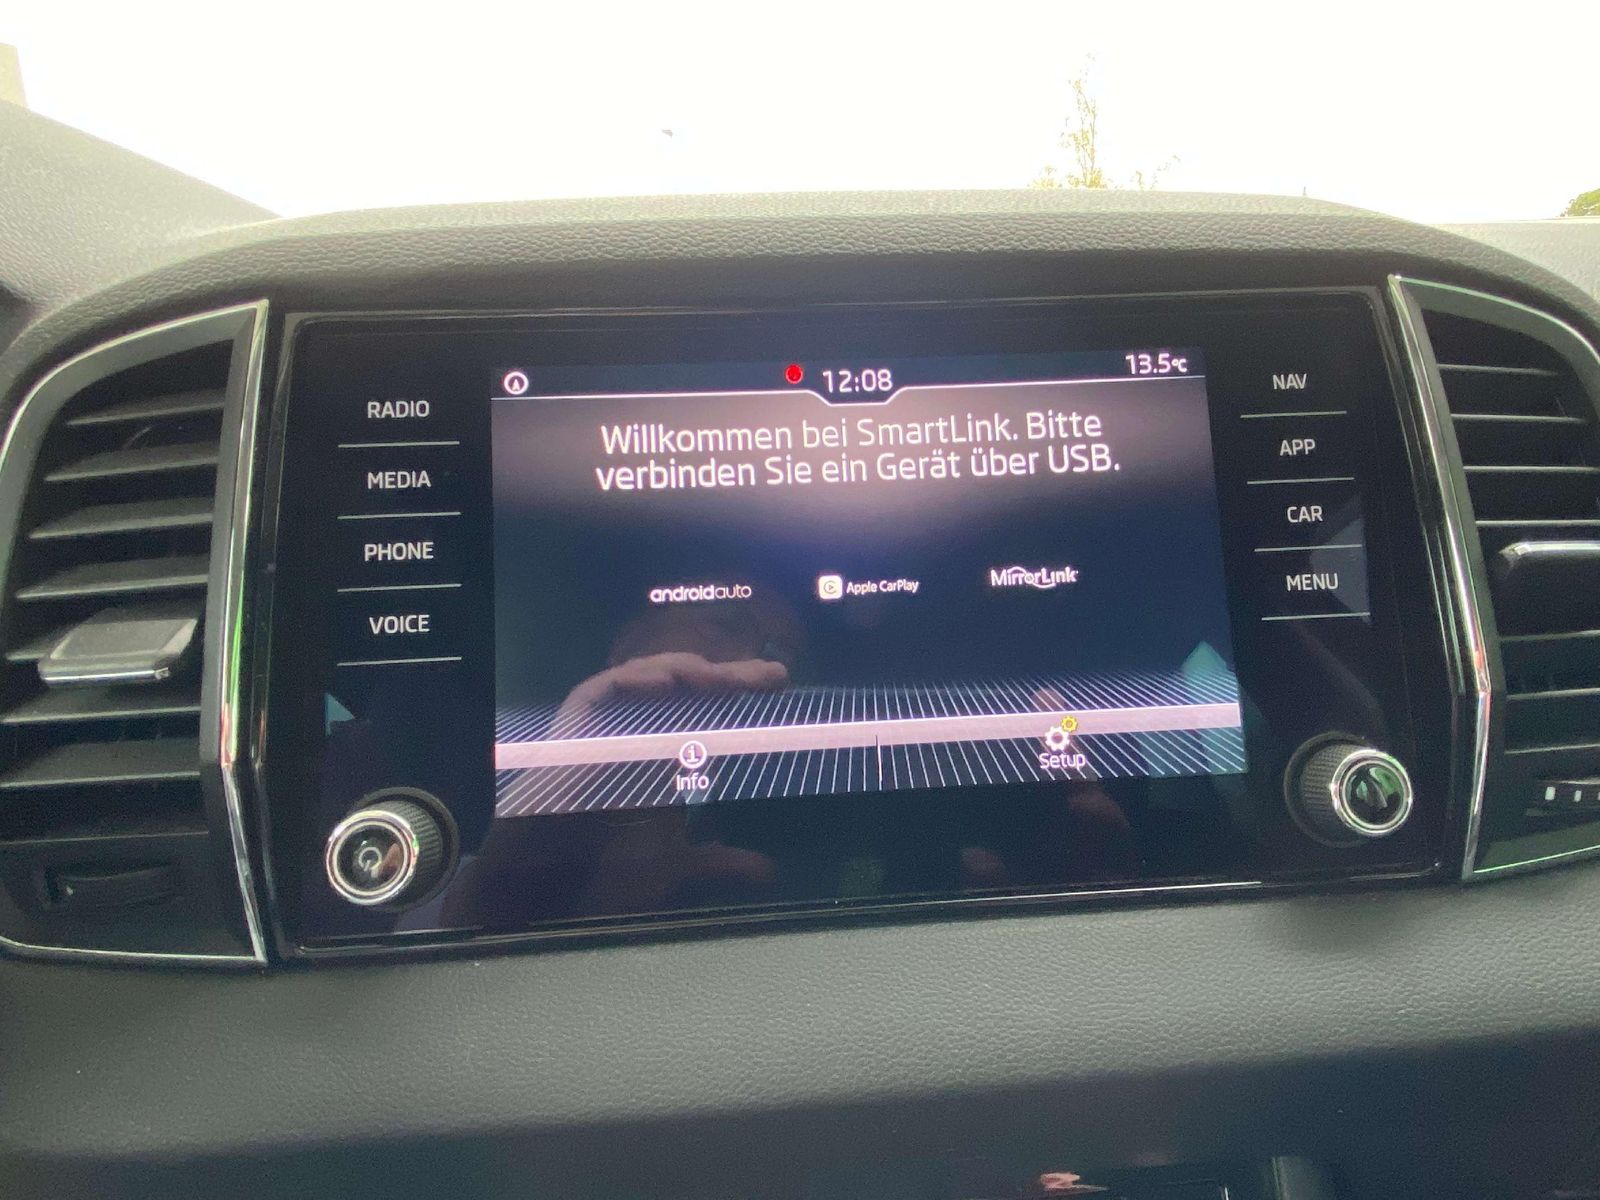 12:08
13.5°C
RADIO
MEDIA
PHONE
VOICE
Willkommen bei SmartLink. Bitte
verbinden Sie ein Gerät über USB.
androidauto
Apple CarPlay
MirrorLink
Info
Setup
NAV
APP
CAR
MENU